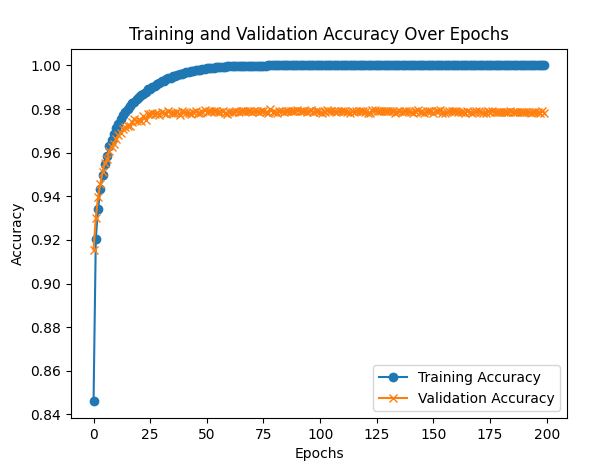 Training and Validation Accuracy Over Epochs
1.00
0.98
0.96
0.94
0.92
0.90
0.88
0.86
0.84
Accuracy
0 25 50 75 100 125 150 175 200
Epochs
Training Accuracy
Validation Accuracy